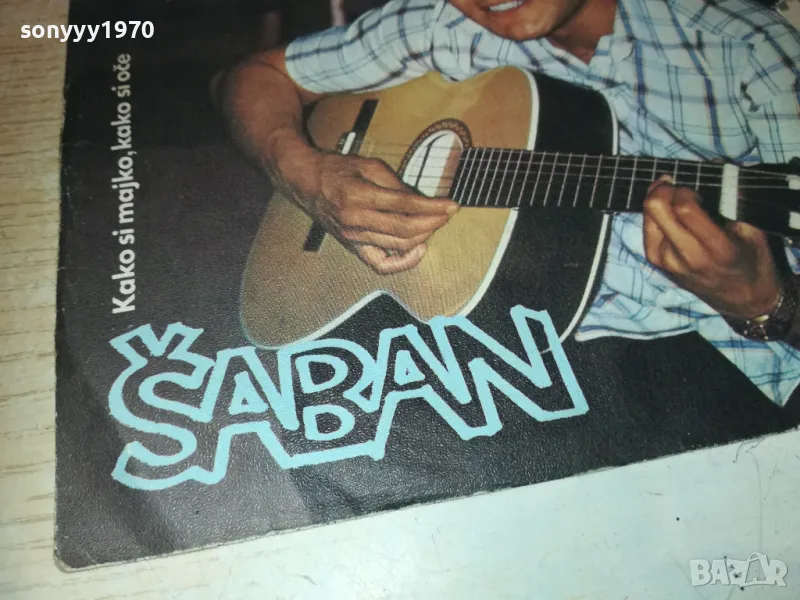 sonyyy1970
Kako si majko, kako si oče
ŠABAN
BAZAR